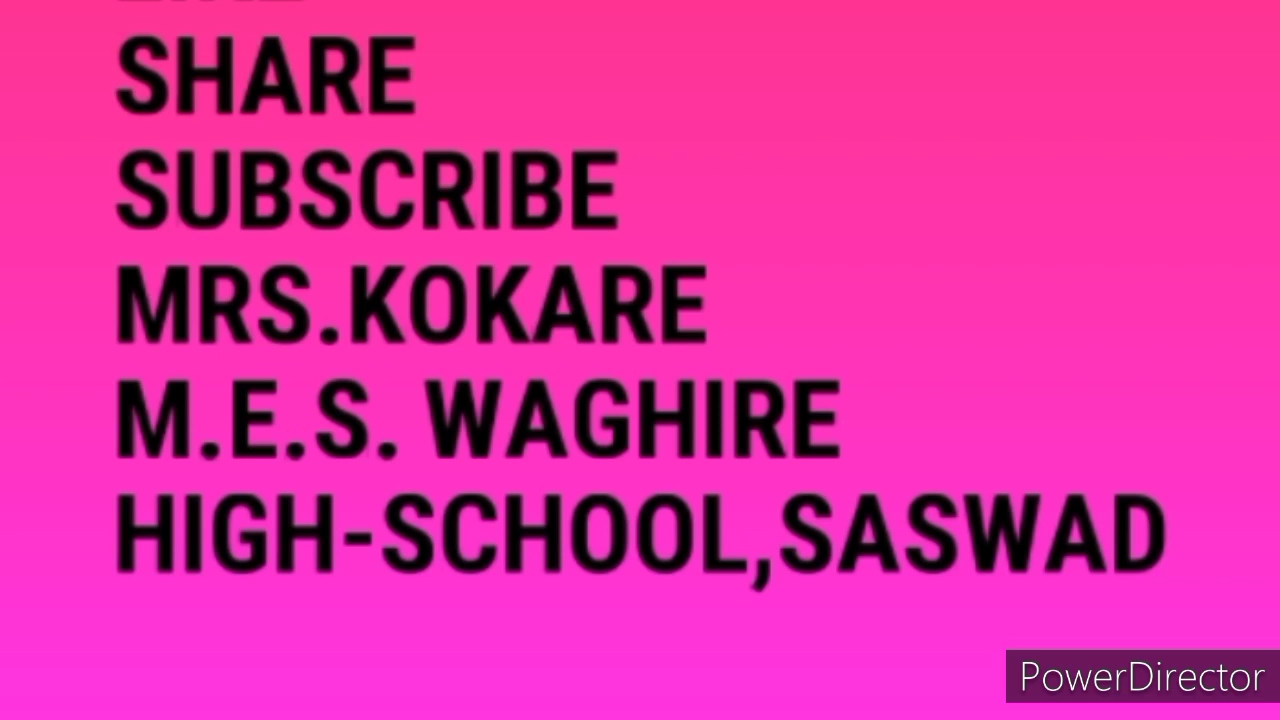 SHARE
SUBSCRIBE
MRS.KOKARE
M.E.S. WAGHIRE
HIGH-SCHOOL,SASWAD
PowerDirector